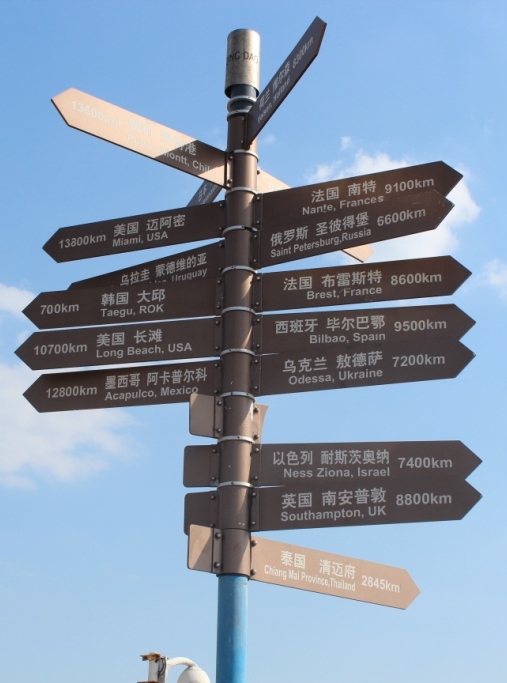 13600km
法国 南特 9100km
Nante, Frances
美国 迈阿密
13800km Miami, USA
俄罗斯 圣彼得堡 6600km
Saint Petersburg,Russia
乌拉圭 蒙德维的亚
Uruquay
韩国 大邱
700km Taegu, ROK
法国 布雷斯特 8600km
Brest, France
美国 长滩
10700km Long Beach, USA
西班牙 毕尔巴鄂 9500km
Bilbao, Spain
墨西哥 阿卡普尔科
12800km Acapulco, Mexico
乌克兰 敖德萨 7200km
Odessa, Ukraine
以色列 耐斯茨奥纳 7400km
Ness Ziona, Israel
英国 南安普敦 8800km
Southampton, UK
泰国 清迈府 2845km
Chiang Mai Province,Thailand